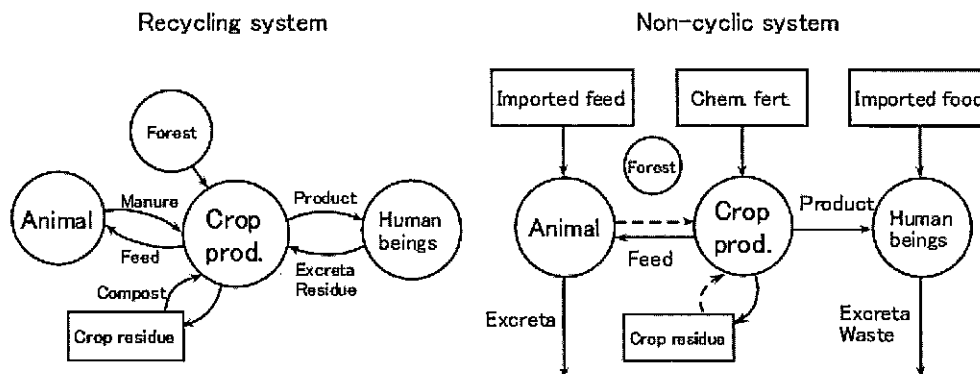 Recycling system
Forest
Animal
Manure
Feed
Crop
prod.
Product
Human
beings
Excreta
Residue
Compost
Crop residue
Non-cyclic system
Imported feed
Chem. fert.
Imported food
Forest
Animal
Feed
Crop
prod.
Product
Human
beings
Excreta
Crop residue
Excreta
Waste